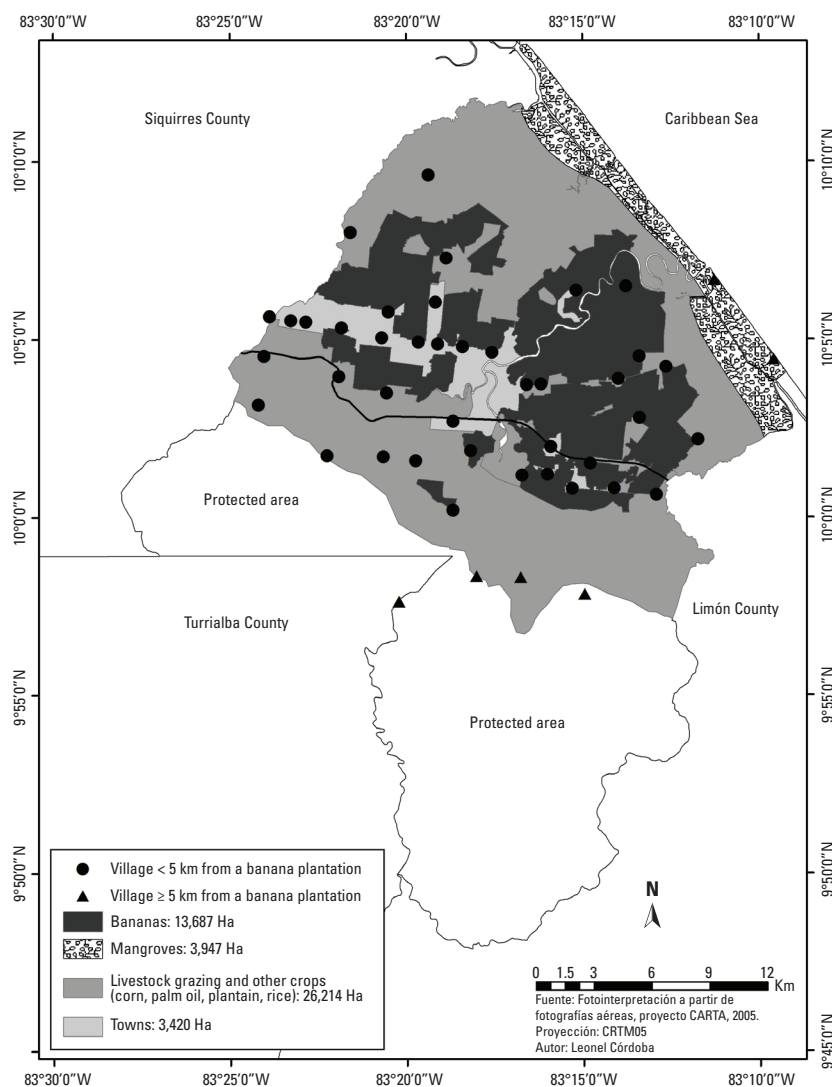 83°30'0"W 83°25'0"W 83°20'0"W 83°15'0"W 83°10'0"W
Siquirres County
Caribbean Sea
10°10'0"N
10°10'0"N
10°5'0"N
10°5'0"N
Protected area
10°0'0"N
10°0'0"N
Turrialba County
Limón County
9°55'0"N
9°55'0"N
Protected area
9°50'0"N
9°50'0"N
Village < 5 km from a banana plantation
Village ≥ 5 km from a banana plantation
Bananas: 13,687 Ha
Mangroves: 3,947 Ha
Livestock grazing and other crops
(corn, palm oil, plantain, rice): 26,214 Ha
Towns: 3,420 Ha
N
0 1.5 3 6 9 12
Km
Fuente: Fotointerpretación a partir de
fotografías aéreas, proyecto CARTA, 2005.
Proyección: CRTM05
Autor: Leonel Córdoba
9°45'0"N
9°45'0"N
83°30'0"W 83°25'0"W 83°20'0"W 83°15'0"W 83°10'0"W